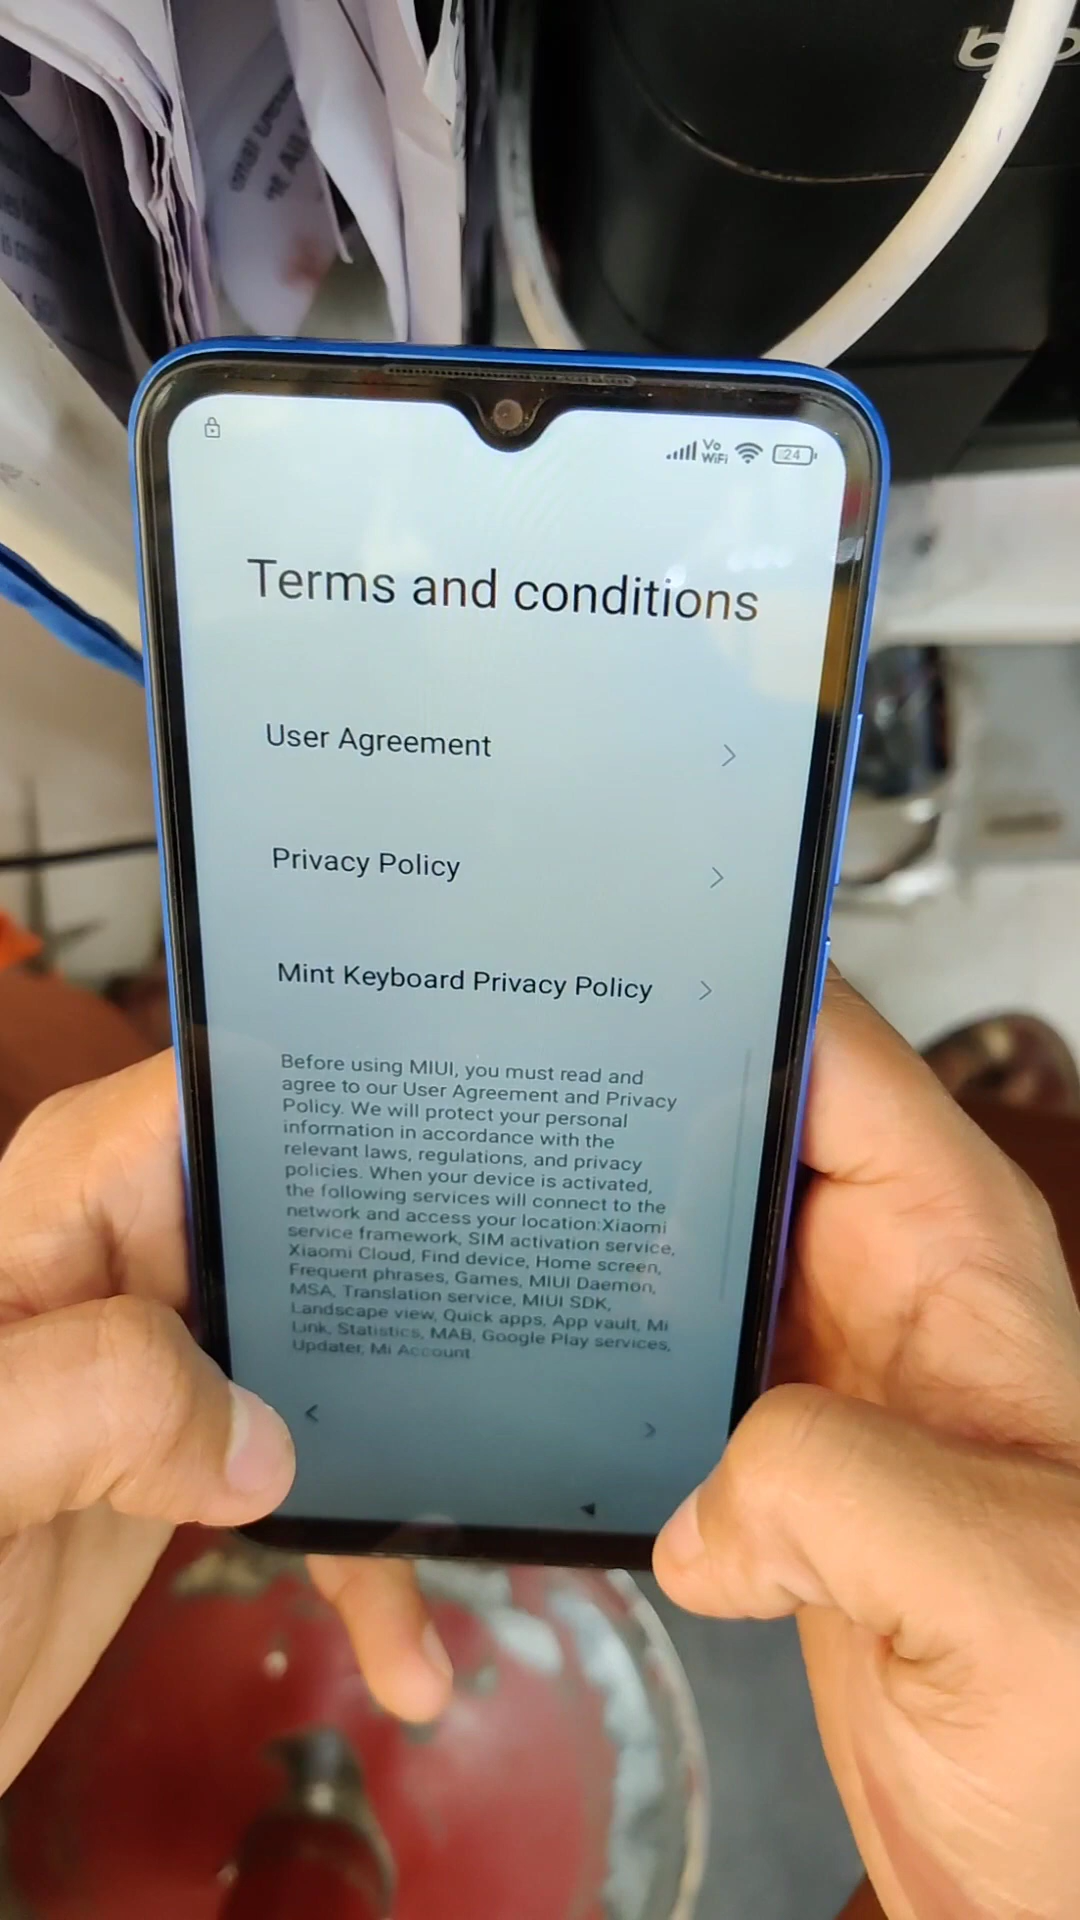 Vo
WiFi
24
Terms and conditions
User Agreement
Privacy Policy
Mint Keyboard Privacy Policy
Before using MIUI, you must read and
agree to our User Agreement and Privacy
Policy. We will protect your personal
information in accordance with the
relevant laws, regulations, and privacy
policies. When your device is activated,
the following services will connect to the
network and access your location:Xiaomi
service framework, SIM activation service,
Xiaomi Cloud, Find device, Home screen,
Frequent phrases, Games, MIUI Daemon,
MSA, Translation service, MIUI SDK,
Landscape view, Quick apps, App vault, Mi
Link, Statistics, MAB, Google Play services,
Updater, Mi Account